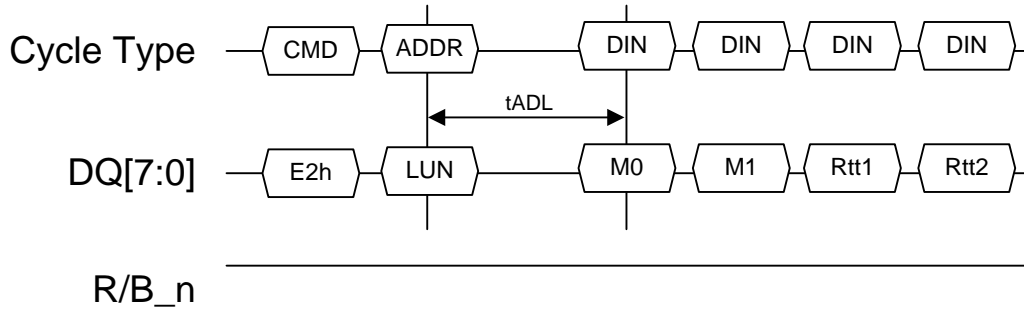 Cycle Type CMD ADDR DIN DIN DIN DIN
tADL
DQ[7:0] E2h LUN M0 M1 Rtt1 Rtt2
R/B_n